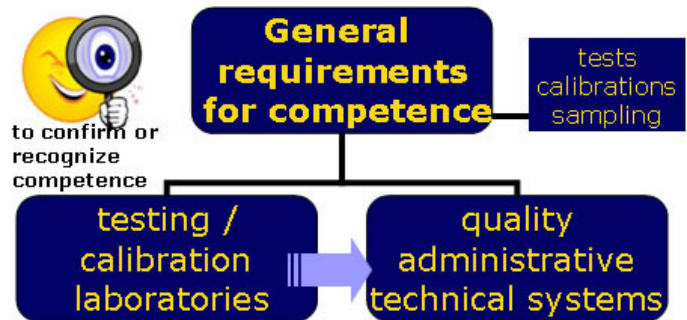 General
requirements
for competence
tests
calibrations
sampling
to confirm or
recognize
competence
testing /
calibration
laboratories
quality
administrative
technical systems